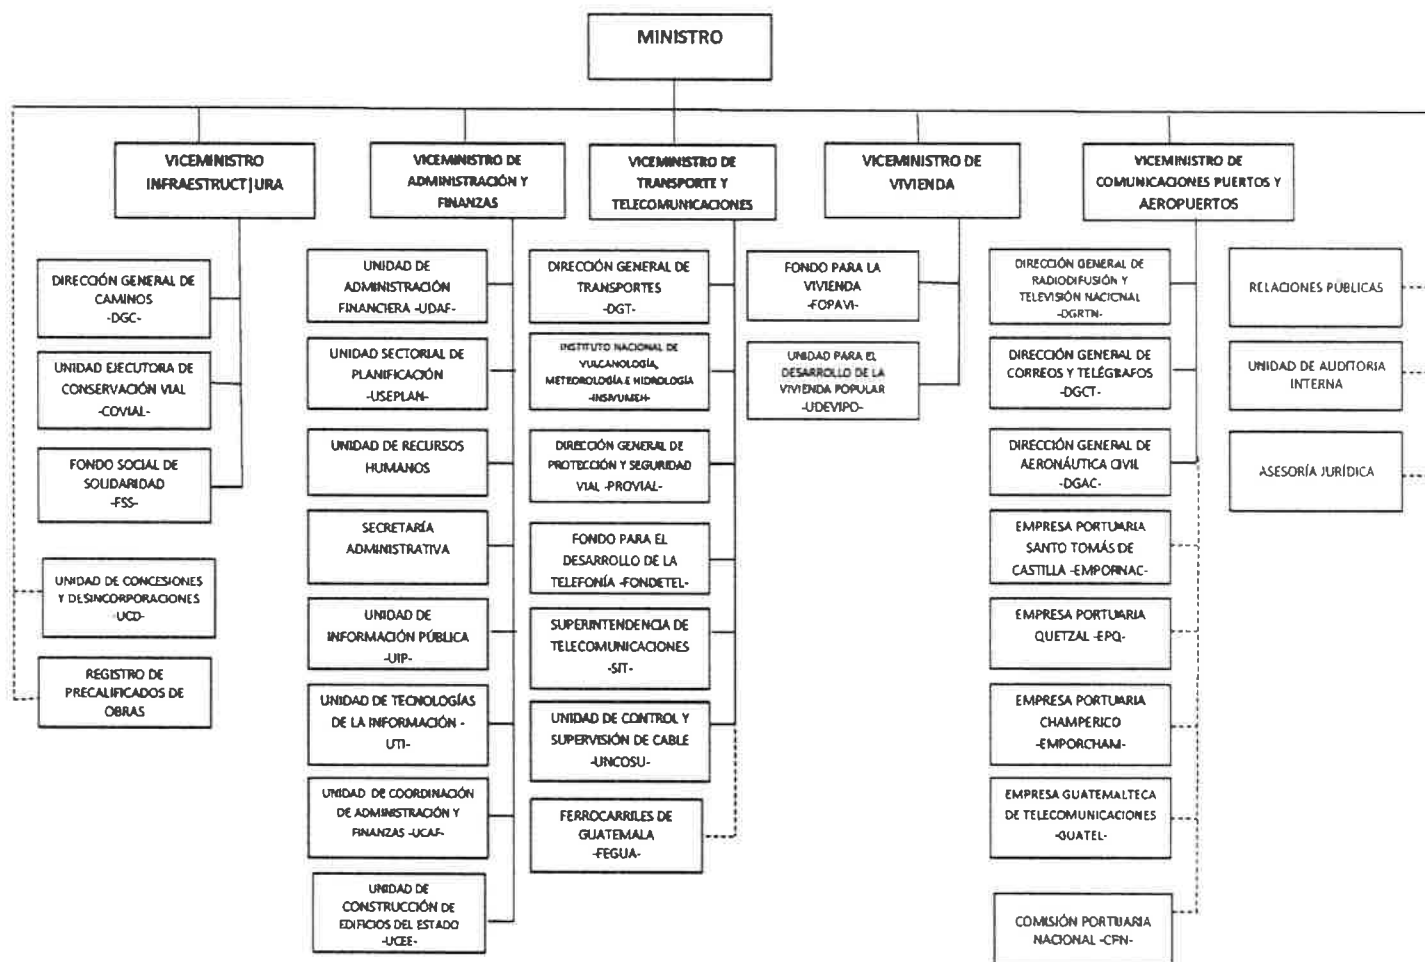 MINISTRO
VICEMINISTRO
INFRAESTRUCT|URA
VICEMINISTRO DE
ADMINISTRACIÓN Y
FINANZAS
VICEMINISTRO DE
TRANSPORTE Y
TELECOMUNICACIONES
VICEMINISTRO DE
VIVIENDA
VICEMINISTRO DE
COMUNICACIONES PUERTOS Y
AEROPUERTOS
DIRECCIÓN GENERAL DE
CAMINOS
-DGC-
UNIDAD EJECUTORA DE
CONSERVACIÓN VIAL
-COVIAL-
FONDO SOCIAL DE
SOLIDARIDAD
-FSS-
UNIDAD DE CONCESIONES
Y DESINCORPORACIONES
-UCD-
REGISTRO DE
PRECALIFICADOS DE
OBRAS
UNIDAD DE
ADMINISTRACIÓN
FINANCIERA -UDAF-
UNIDAD SECTORIAL DE
PLANIFICACIÓN
-USEPLAN-
UNIDAD DE RECURSOS
HUMANOS
SECRETARÍA
ADMINISTRATIVA
UNIDAD DE
INFORMACIÓN PÚBLICA
-UIP-
UNIDAD DE TECNOLOGÍAS
DE LA INFORMACIÓN -
UTI-
UNIDAD DE COORDINACIÓN
DE ADMINISTRACIÓN Y
FINANZAS -UCAF-
UNIDAD DE
CONSTRUCCIÓN DE
EDIFICIOS DEL ESTADO
-UCEE-
DIRECCIÓN GENERAL DE
TRANSPORTES
-DGT-
INSTITUTO NACIONAL DE
VULCANOLOGÍA,
METEOROLOGÍA E HIDROLOGÍA
-INSIVUMEH-
DIRECCIÓN GENERAL DE
PROTECCIÓN Y SEGURIDAD
VIAL -PROVIAL-
FONDO PARA EL
DESARROLLO DE LA
TELEFONÍA -FONDETEL-
SUPERINTENDENCIA DE
TELECOMUNICACIONES
-SIT-
UNIDAD DE CONTROL Y
SUPERVISIÓN DE CABLE
-UNCOSU-
FERROCARRILES DE
GUATEMALA
-FEGUA-
FONDO PARA LA
VIVIENDA
-FOPAVI-
UNIDAD PARA EL
DESARROLLO DE LA
VIVIENDA POPULAR
-UDEVIPO-
DIRECCIÓN GENERAL DE
RADIODIFUSIÓN Y
TELEVISIÓN NACIONAL
-DGRTN-
DIRECCIÓN GENERAL DE
CORREOS Y TELÉGRAFOS
-DGCT-
DIRECCIÓN GENERAL DE
AERONÁUTICA CIVIL
-DGAC-
EMPRESA PORTUARIA
SANTO TOMÁS DE
CASTILLA -EMPORNAC-
EMPRESA PORTUARIA
QUETZAL -EPQ-
EMPRESA PORTUARIA
CHAMPERICO
-EMPORCHAM-
EMPRESA GUATEMALTECA
DE TELECOMUNICACIONES
-GUATEL-
COMISIÓN PORTUARIA
NACIONAL -CPN-
RELACIONES PÚBLICAS
UNIDAD DE AUDITORIA
INTERNA
ASESORÍA JURÍDICA